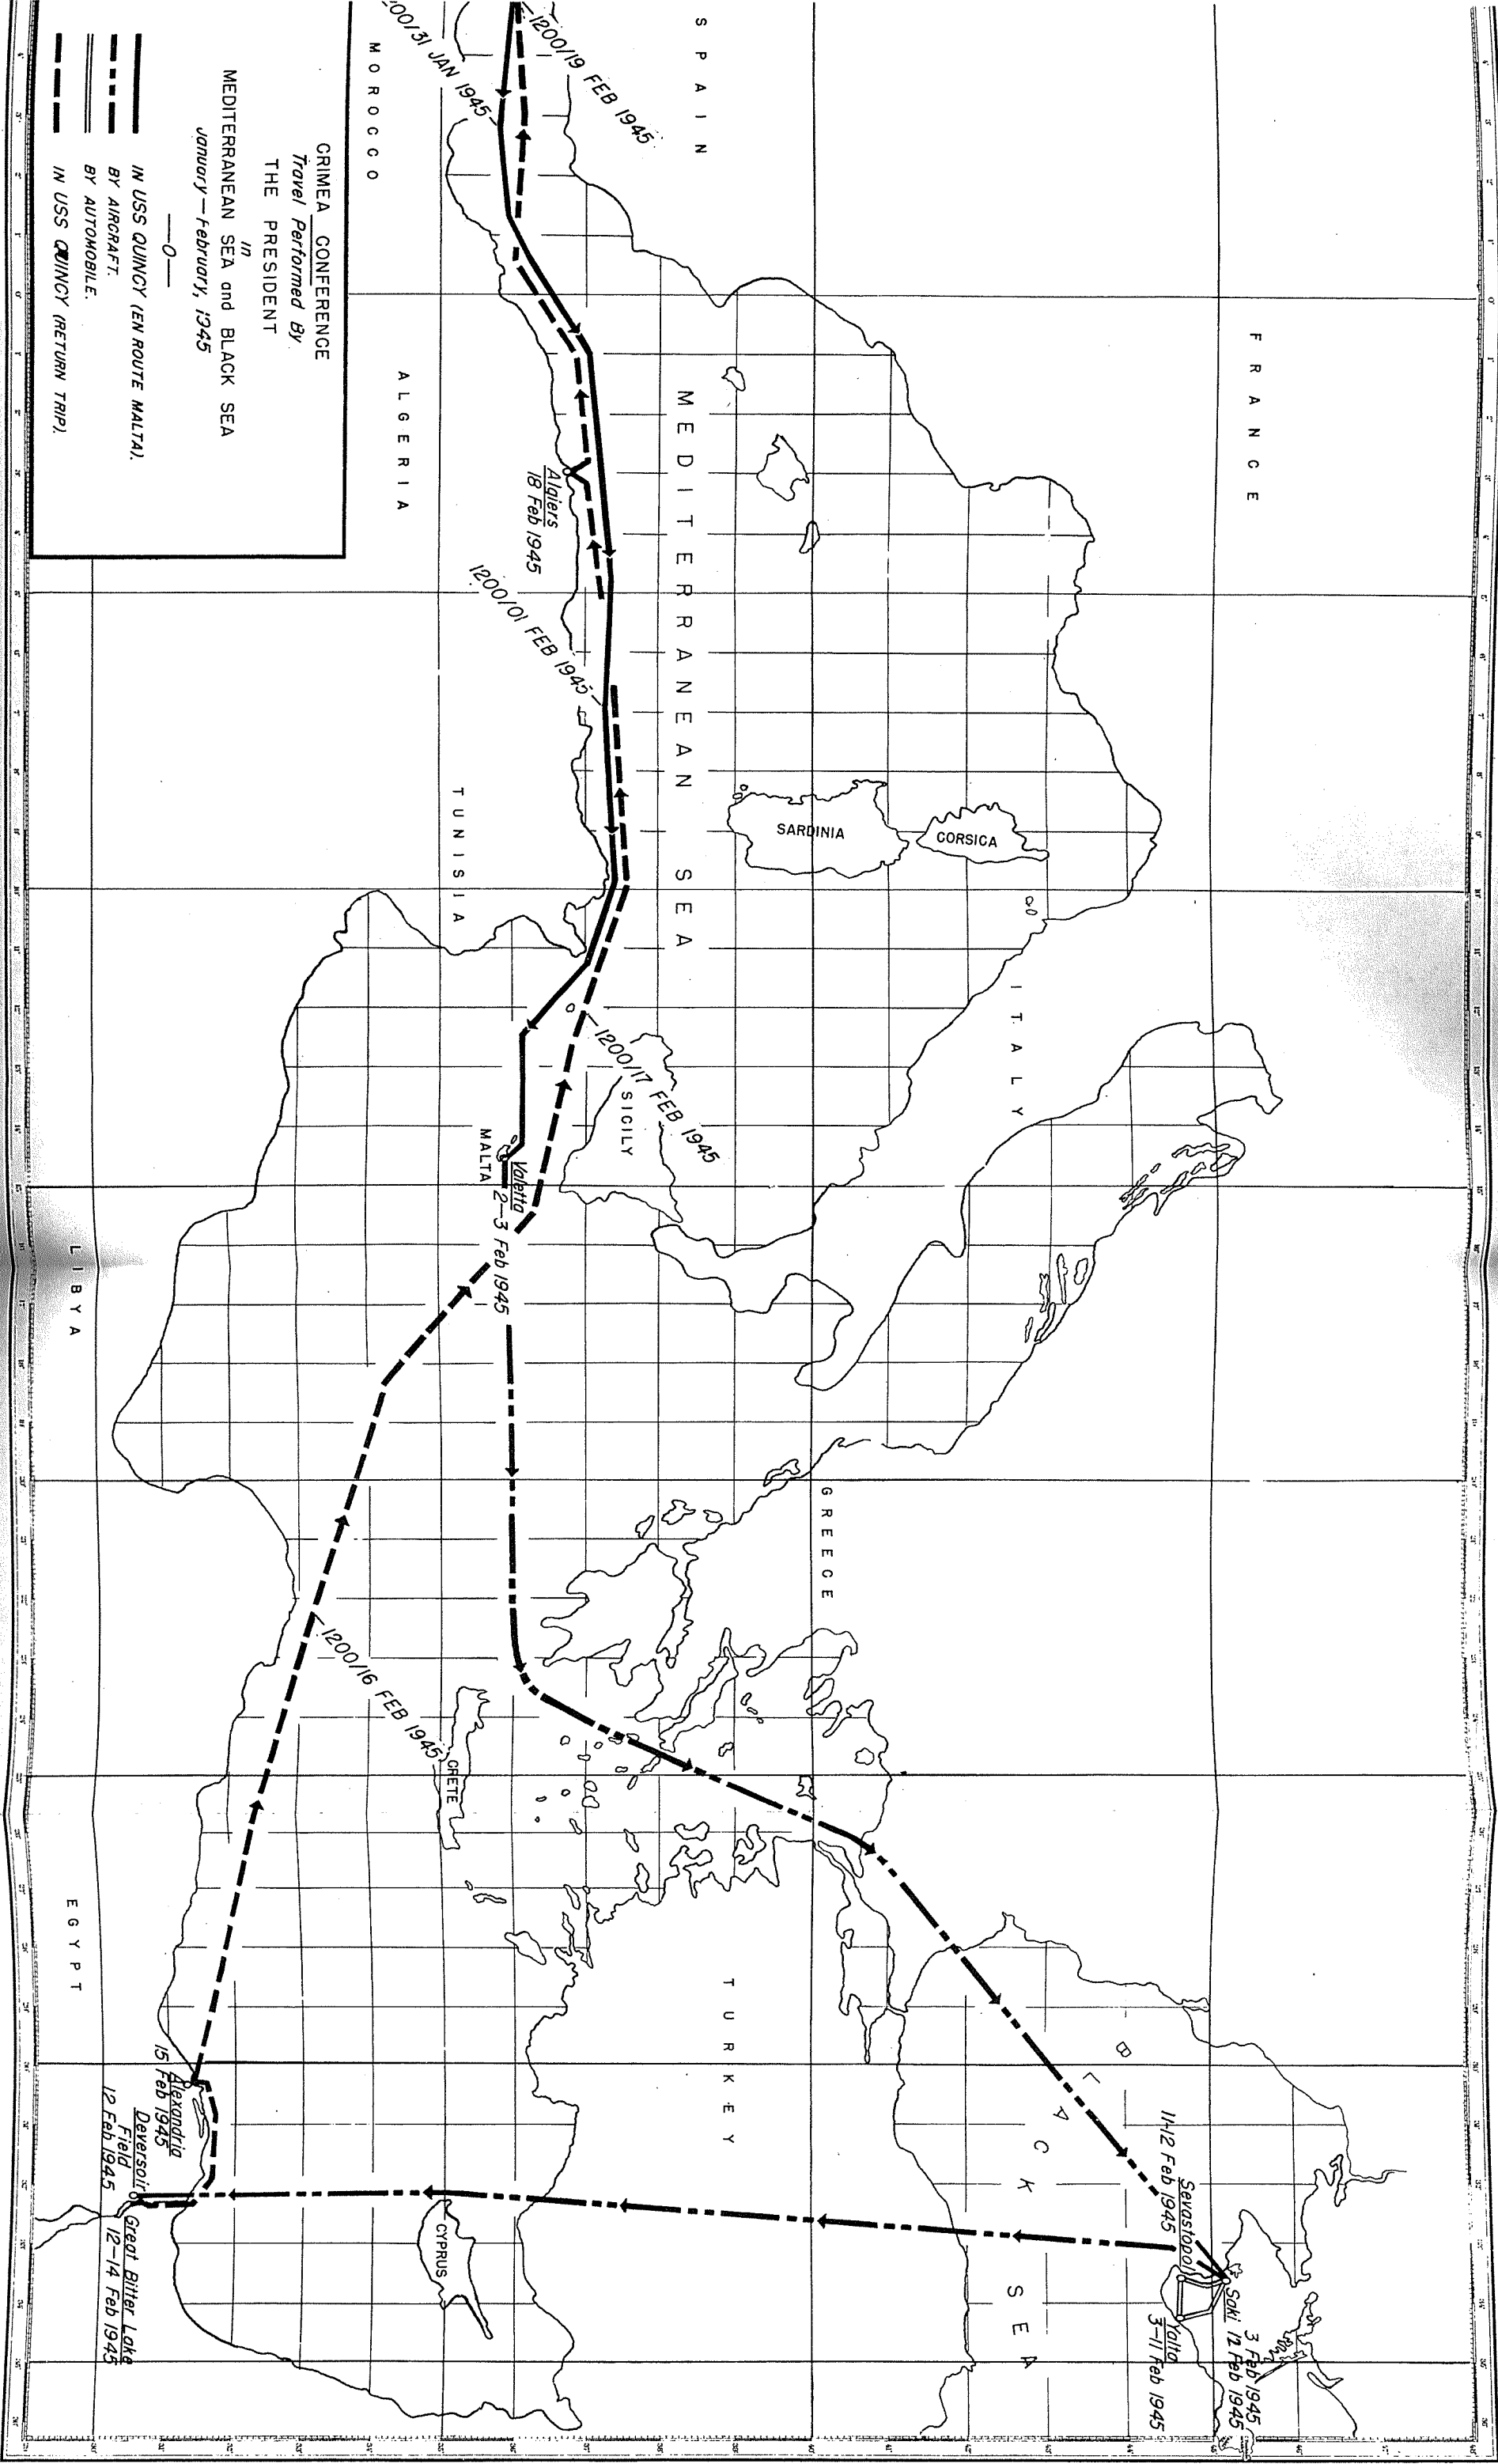 CRIMEA CONFERENCE
Travel Performed By
THE PRESIDENT
in
MEDITERRANEAN SEA and BLACK SEA
January—February, 1945
—O—
IN USS QUINCY (EN ROUTE MALTA).
BY AIRCRAFT.
BY AUTOMOBILE.
IN USS QUINCY (RETURN TRIP).
SPAIN
FRANCE
MOROCCO
ALGERIA
TUNISIA
LIBYA
EGYPT
ITALY
GREECE
TURKEY
MEDITERRANEAN SEA
BLACK SEA
SARDINIA
CORSICA
SICILY
MALTA
CRETE
CYPRUS
1200/19 FEB 1945
200/31 JAN 1945
Algiers
18 Feb 1945
1200/01 FEB 1945
1200/17 FEB 1945
Valetta
2–3 Feb 1945
1200/16 FEB 1945
Alexandria
15 Feb 1945
Deversoir
Field
12 Feb 1945
Great Bitter Lake
12–14 Feb 1945
Sevastopol
11-12 Feb 1945
3 Feb 1945
Saki 12 Feb 1945
Yalta
3–11 Feb 1945